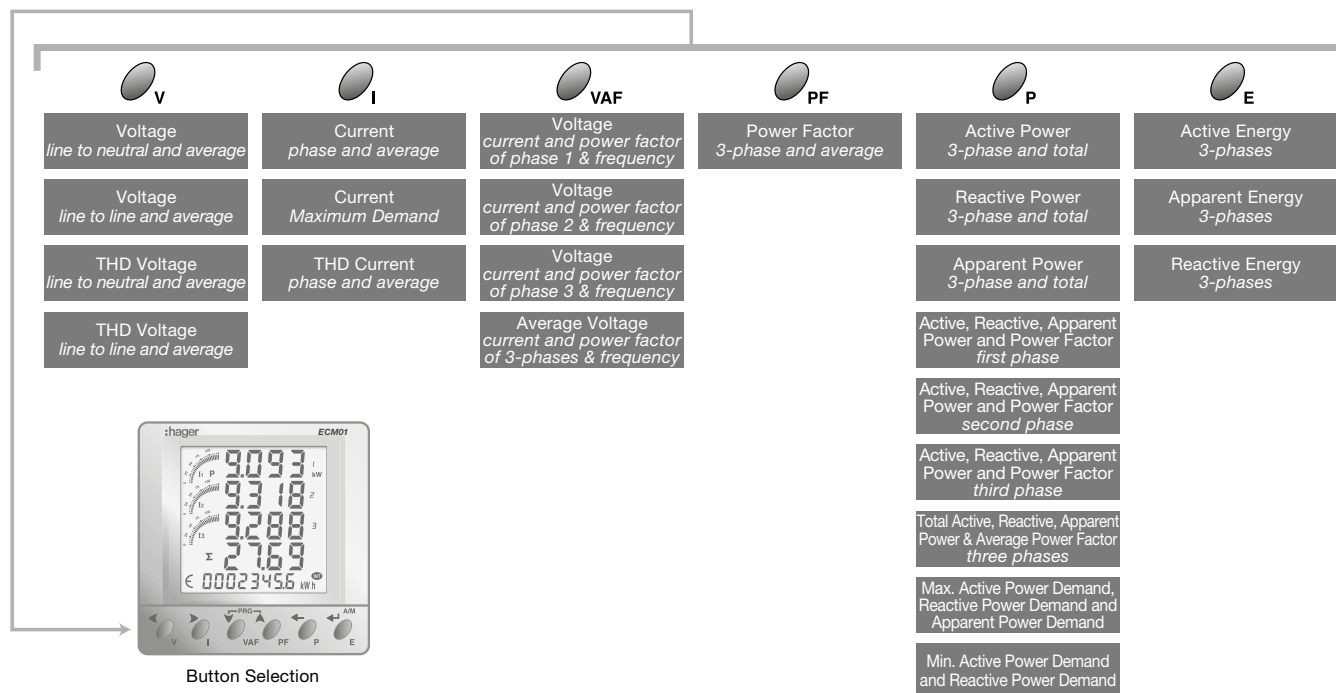 V
I
VAF
PF
P
E
Voltage
line to neutral and average
Voltage
line to line and average
THD Voltage
line to neutral and average
THD Voltage
line to line and average
Current
phase and average
Current
Maximum Demand
THD Current
phase and average
Voltage
current and power factor
of phase 1 & frequency
Voltage
current and power factor
of phase 2 & frequency
Voltage
current and power factor
of phase 3 & frequency
Average Voltage
current and power factor
of 3-phases & frequency
Power Factor
3-phase and average
Active Power
3-phase and total
Reactive Power
3-phase and total
Apparent Power
3-phase and total
Active, Reactive, Apparent
Power and Power Factor
first phase
Active, Reactive, Apparent
Power and Power Factor
second phase
Active, Reactive, Apparent
Power and Power Factor
third phase
Total Active, Reactive, Apparent
Power & Average Power Factor
three phases
Max. Active Power Demand,
Reactive Power Demand and
Apparent Power Demand
Min. Active Power Demand
and Reactive Power Demand
Active Energy
3-phases
Apparent Energy
3-phases
Reactive Energy
3-phases
:hager ECM01
I1 P 9.093 1 kW
I2 9.318 2
I3 9.288 3
Σ 27.69
€ 0002345.6 kWh
PRG A/M
V I VAF PF P E
Button Selection